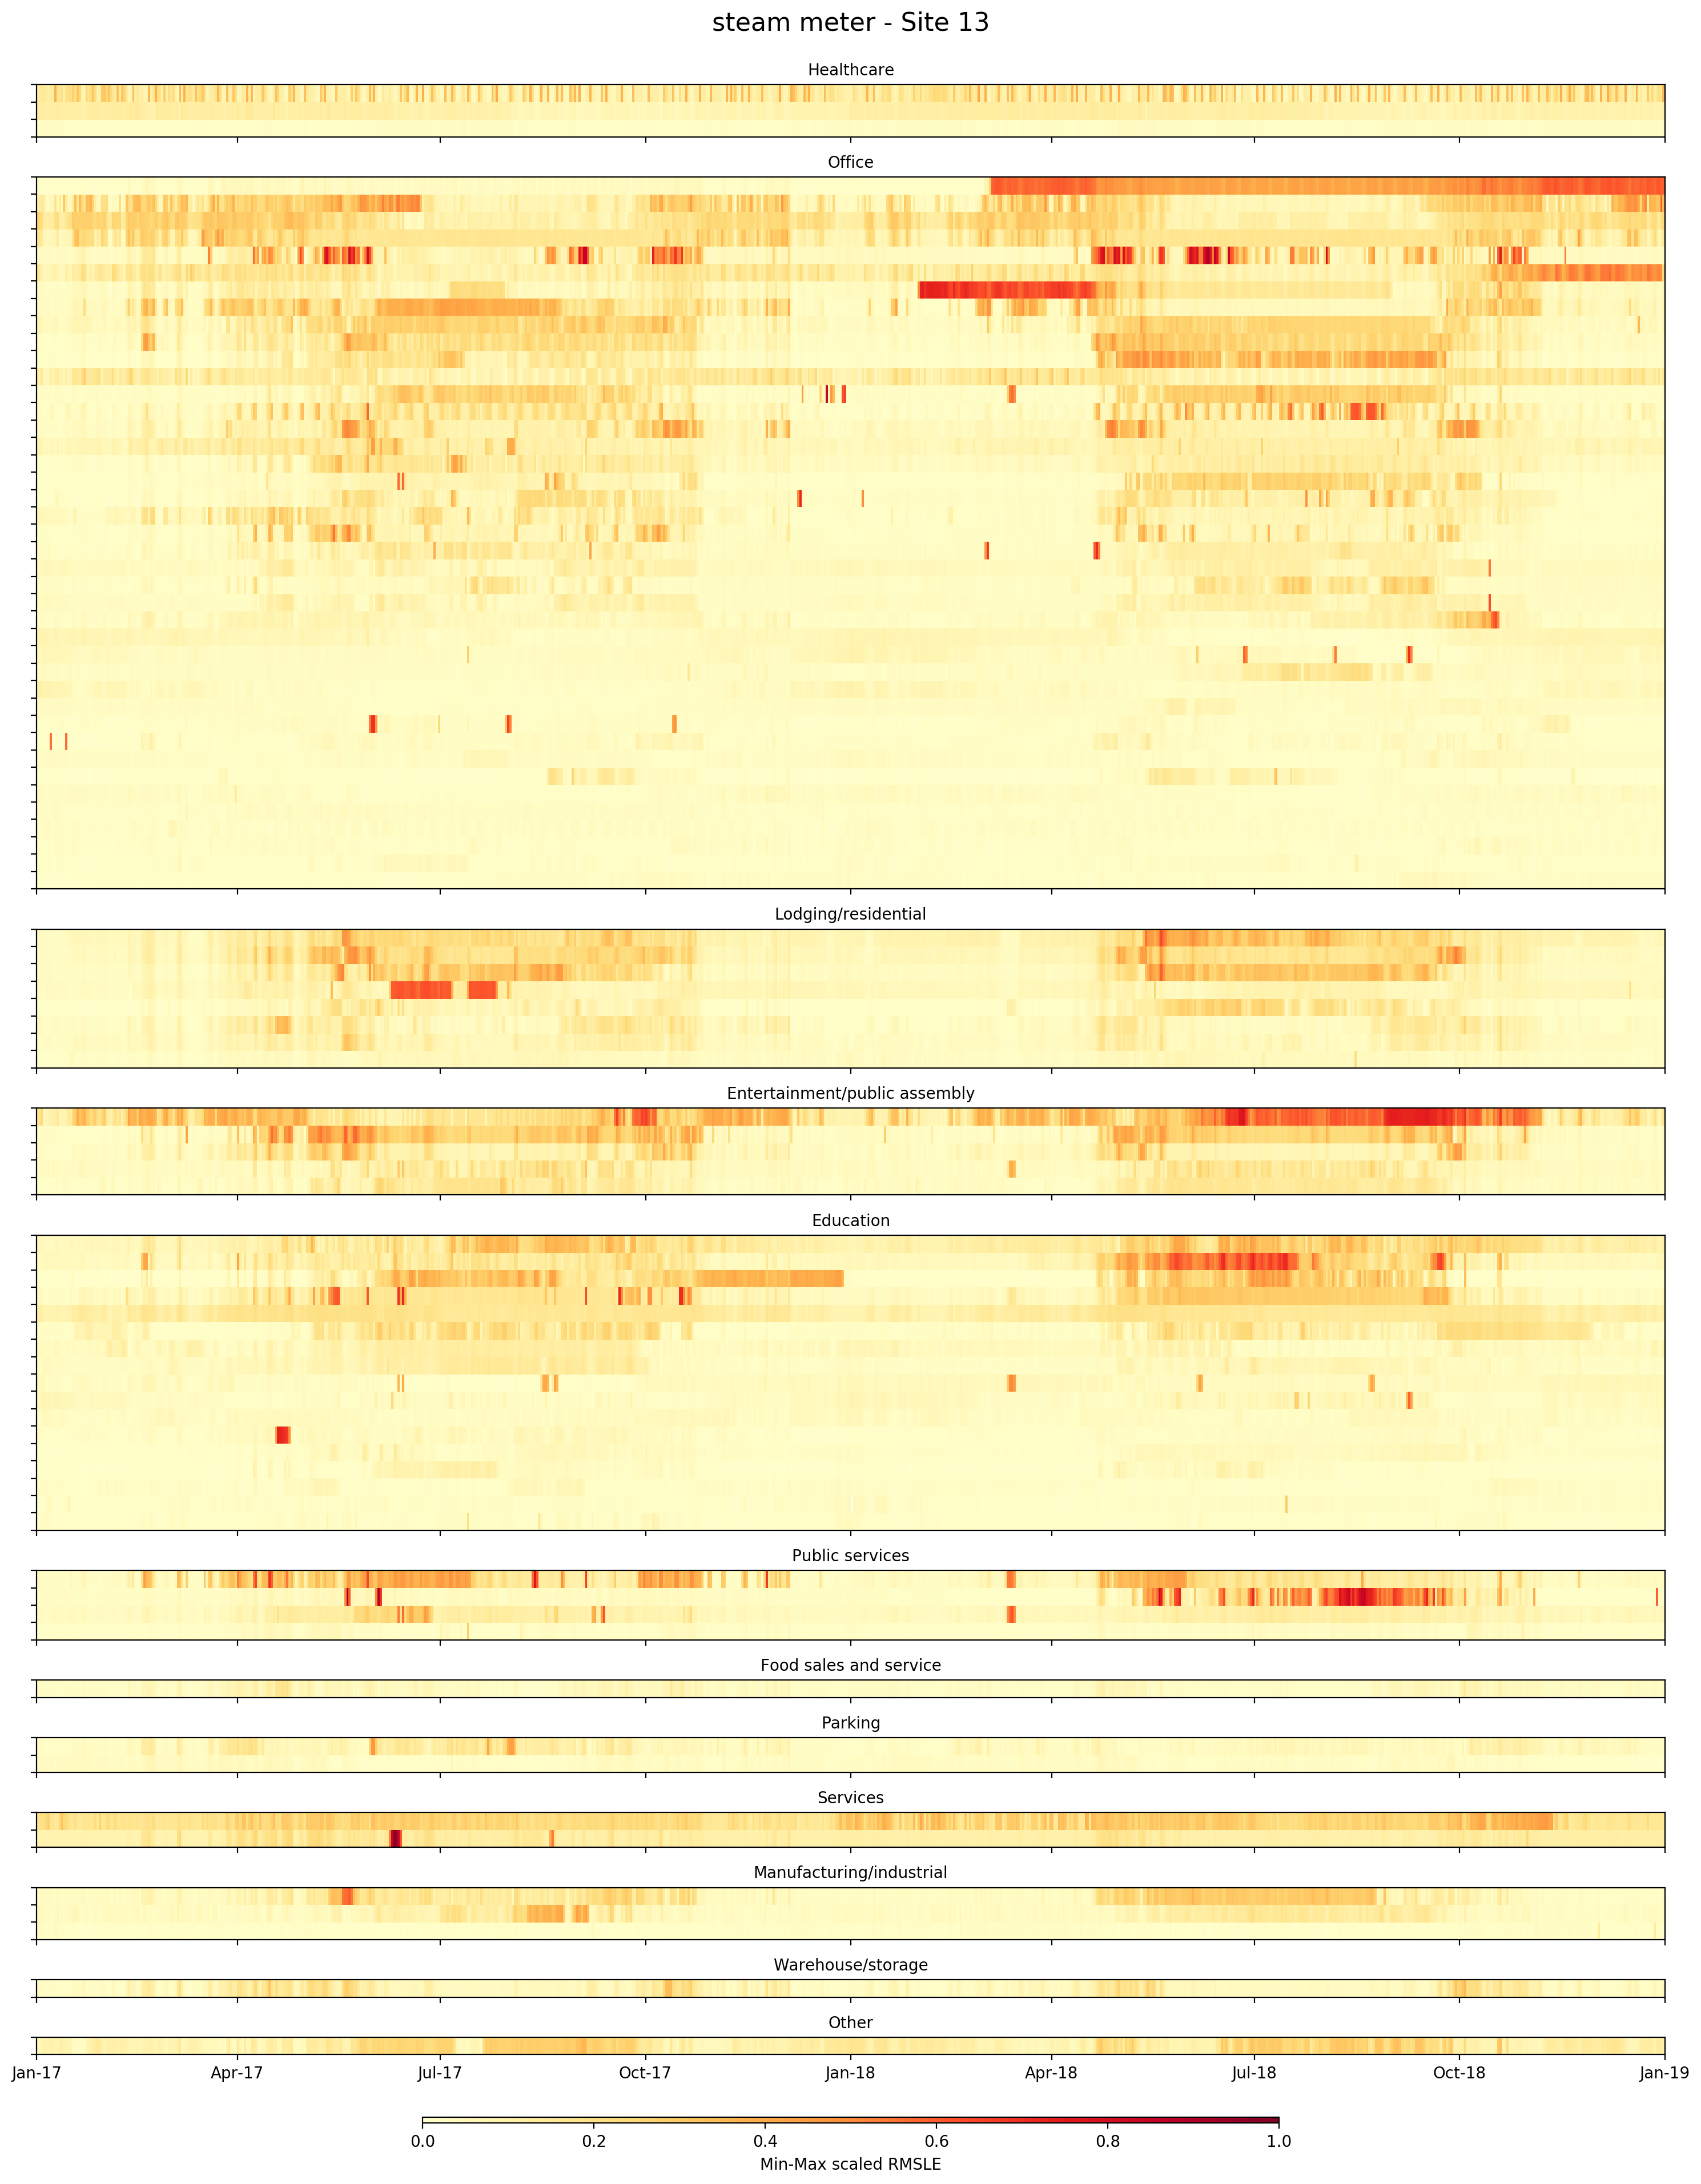 steam meter - Site 13
Healthcare
Office
Lodging/residential
Entertainment/public assembly
Education
Public services
Food sales and service
Parking
Services
Manufacturing/industrial
Warehouse/storage
Other
Jan-17 Apr-17 Jul-17 Oct-17 Jan-18 Apr-18 Jul-18 Oct-18 Jan-19
0.0 0.2 0.4 0.6 0.8 1.0
Min-Max scaled RMSLE